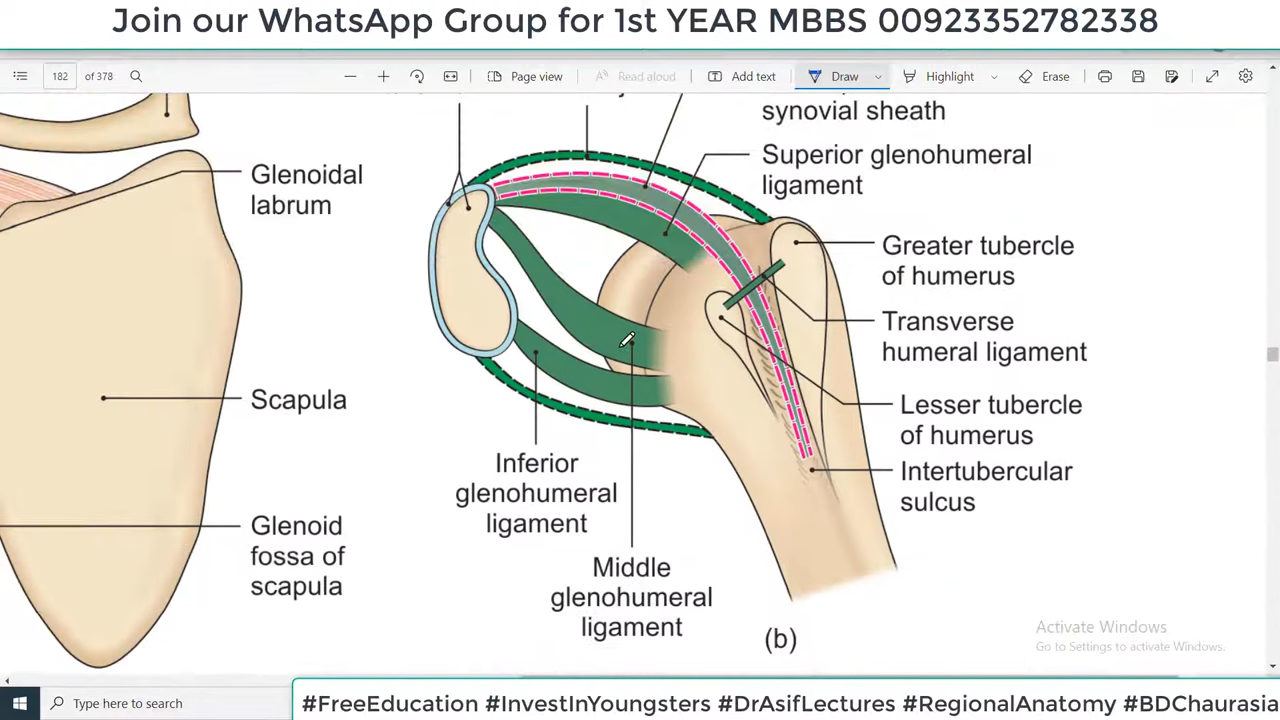 Join our WhatsApp Group for 1st YEAR MBBS 00923352782338
182 of 378
Page view
Read aloud
Add text
Draw
Highlight
Erase
synovial sheath
Superior glenohumeral
ligament
Glenoidal
labrum
Greater tubercle
of humerus
Transverse
humeral ligament
Scapula
Lesser tubercle
of humerus
Inferior
glenohumeral
ligament
Intertubercular
sulcus
Glenoid
fossa of
scapula
Middle
glenohumeral
ligament
(b)
Activate Windows
Go to Settings to activate Windows.
Type here to search
#FreeEducation #InvestInYoungsters #DrAsifLectures #RegionalAnatomy #BDChaurasia